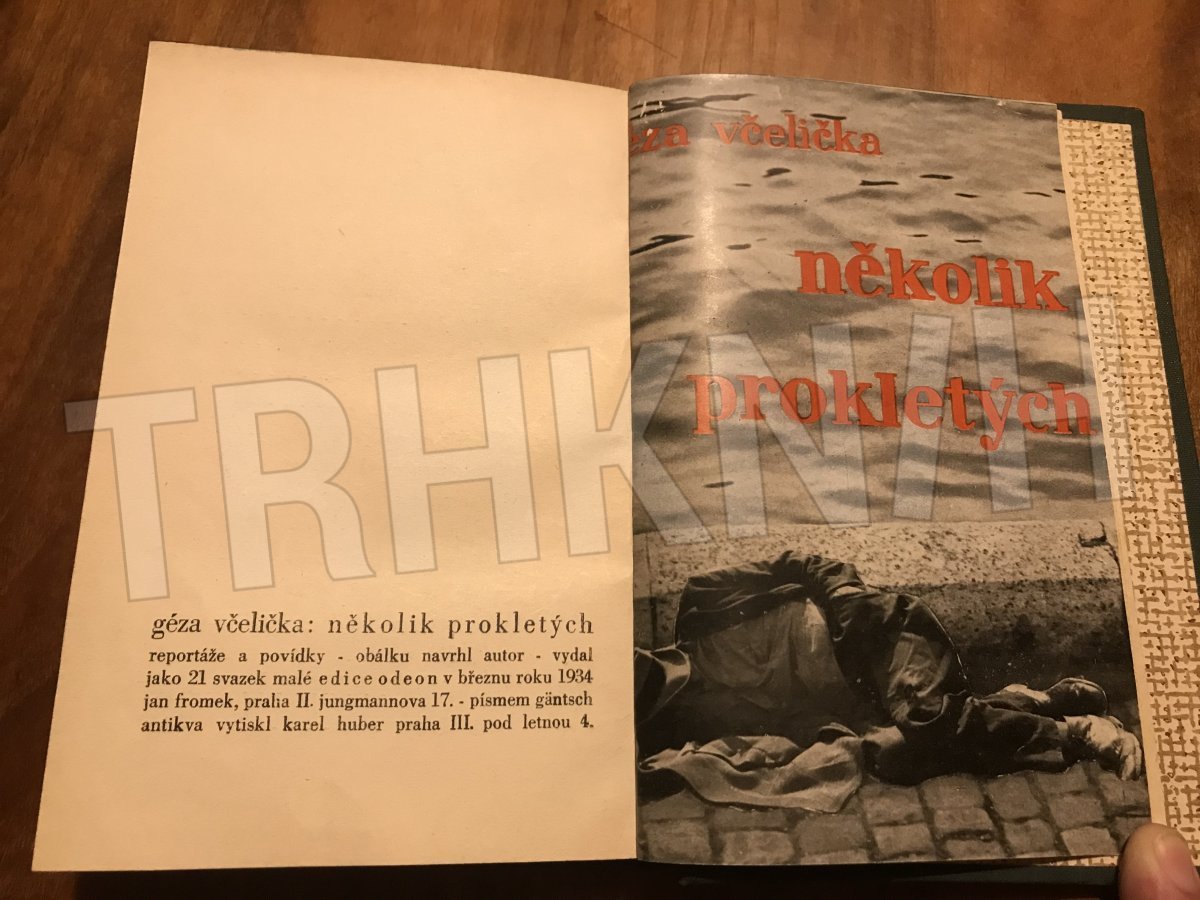 géza včelička: několik prokletých
reportáže a povídky - obálku navrhl autor - vydal
jako 21 svazek malé edice odeon v březnu roku 1934
jan fromek, praha II. jungmannova 17. - písmem gäntsch
antikva vytiskl karel huber praha III. pod letnou 4.
éza včelička
několik
prokletých
TRHKNIH